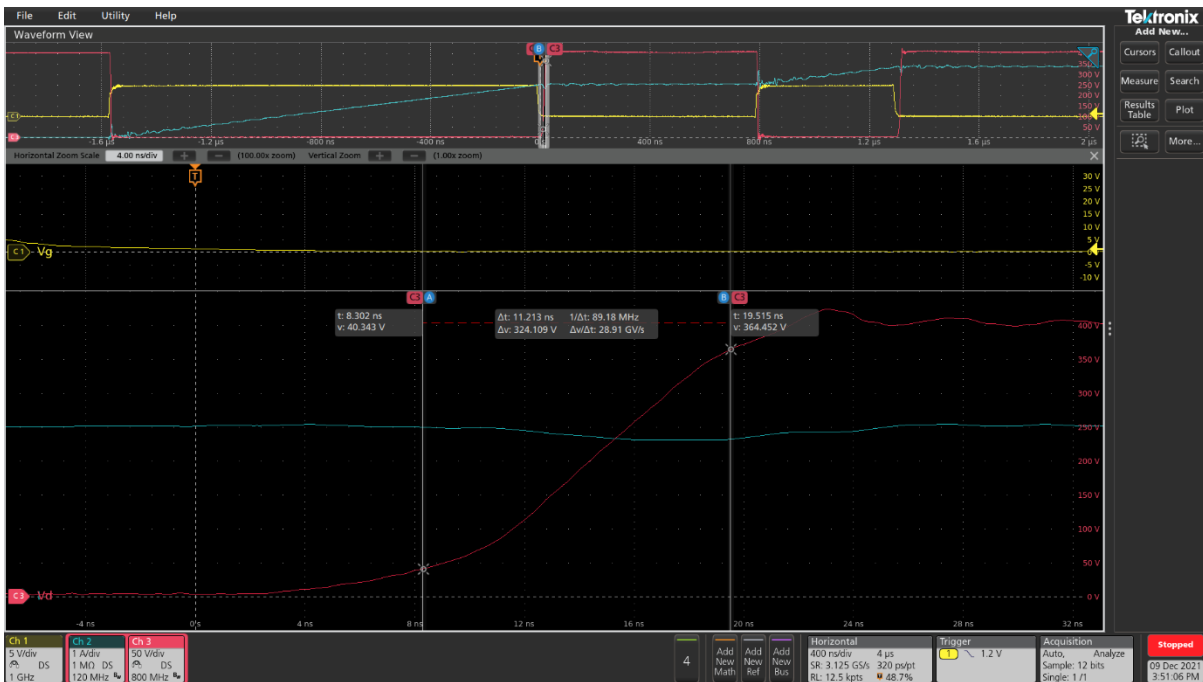 File Edit Utility Help
Tektronix
Waveform View
Add New...
Cursors Callout
Measure Search
Results Table Plot
More...
C B C3
T
350 V
300 V
250 V
200 V
150 V
100 V
50 V
C1
C3
-1.6 µs -1.2 µs -800 ns -400 ns 0 s 400 ns 800 ns 1.2 µs 1.6 µs 2 µs
Horizontal Zoom Scale 4.00 ns/div + - (100.00x zoom) Vertical Zoom + - (1.00x zoom) X
T
30 V
25 V
20 V
15 V
10 V
5 V
C1 Vg
-5 V
-10 V
C3 A B C3
t: 8.302 ns
v: 40.343 V
Δt: 11.213 ns 1/Δt: 89.18 MHz
Δv: 324.109 V Δv/Δt: 28.91 GV/s
t: 19.515 ns
v: 364.452 V
400 V
350 V
300 V
250 V
200 V
150 V
100 V
50 V
C3 Vd 0 V
-4 ns 0 s 4 ns 8 ns 12 ns 16 ns 20 ns 24 ns 28 ns 32 ns
Ch 1
5 V/div
DS
1 GHz
Ch 2
1 A/div
1 MΩ DS
120 MHz Bw
Ch 3
50 V/div
DS
800 MHz Bw
4
Add New Math
Add New Ref
Add New Bus
Horizontal
400 ns/div 4 µs
SR: 3.125 GS/s 320 ps/pt
RL: 12.5 kpts 48.7%
Trigger
1 1.2 V
Acquisition
Auto, Analyze
Sample: 12 bits
Single: 1 /1
Stopped
09 Dec 2021
3:51:06 PM